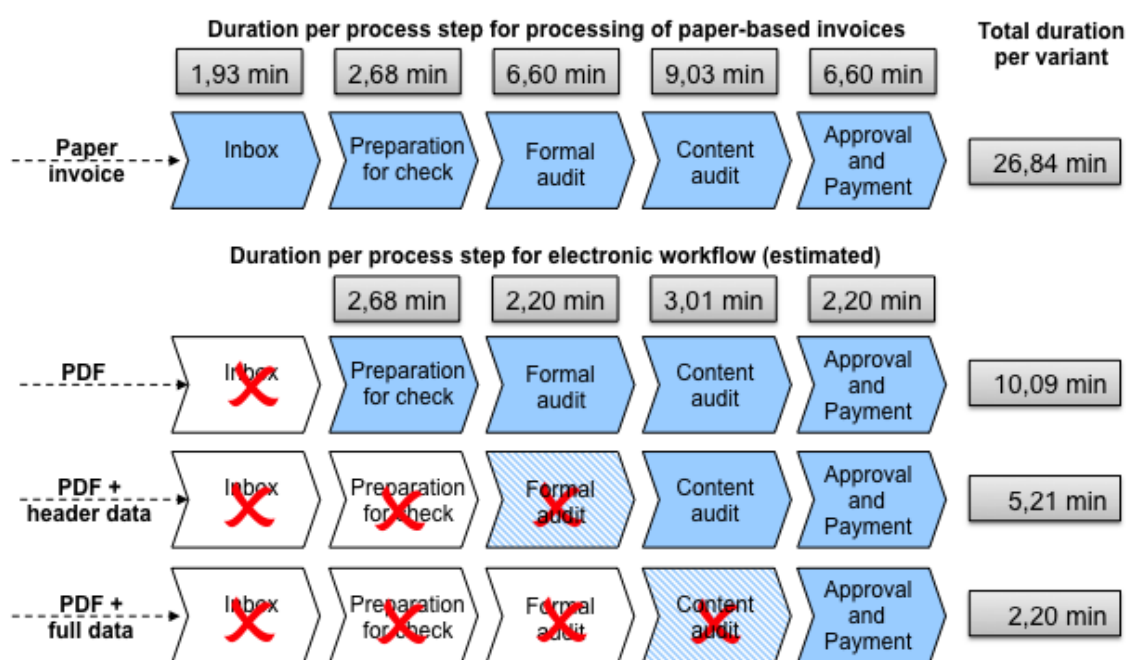 Duration per process step for processing of paper-based invoices
Total duration
per variant
1,93 min
2,68 min
6,60 min
9,03 min
6,60 min
Paper
invoice
Inbox
Preparation
for check
Formal
audit
Content
audit
Approval
and
Payment
26,84 min
Duration per process step for electronic workflow (estimated)
2,68 min
2,20 min
3,01 min
2,20 min
PDF
Inbox
Preparation
for check
Formal
audit
Content
audit
Approval
and
Payment
10,09 min
PDF +
header data
Inbox
Preparation
for check
Formal
audit
Content
audit
Approval
and
Payment
5,21 min
PDF +
full data
Inbox
Preparation
for check
Formal
audit
Content
audit
Approval
and
Payment
2,20 min